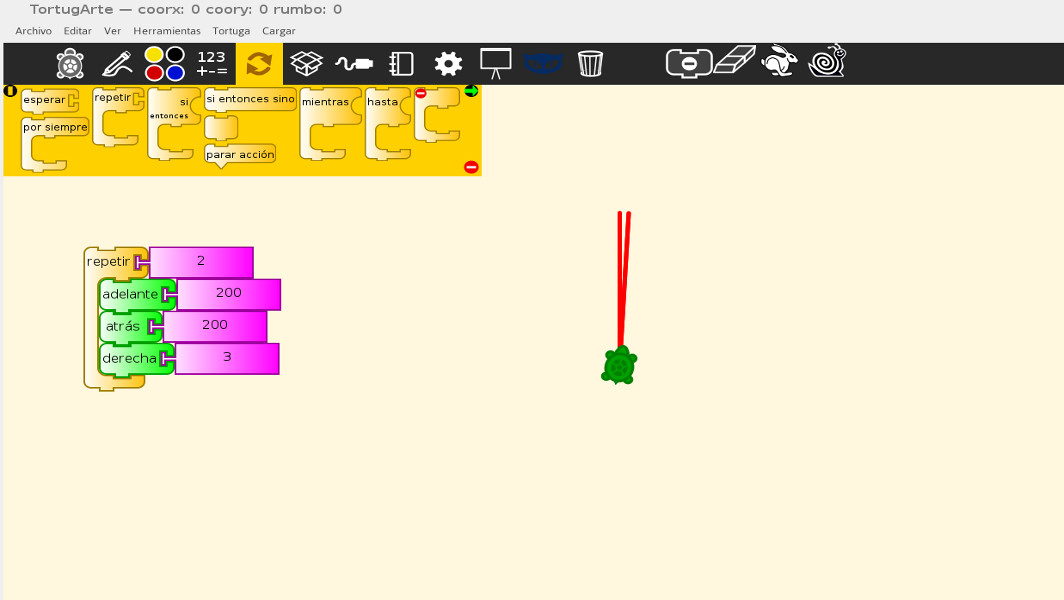 TortugArte — coorx: 0 coory: 0 rumbo: 0
Archivo Editar Ver Herramientas Tortuga Cargar
123
+-=
esperar
por siempre
repetir
si
entonces
si entonces sino
parar acción
mientras
hasta
repetir 2
adelante 200
atrás 200
derecha 3